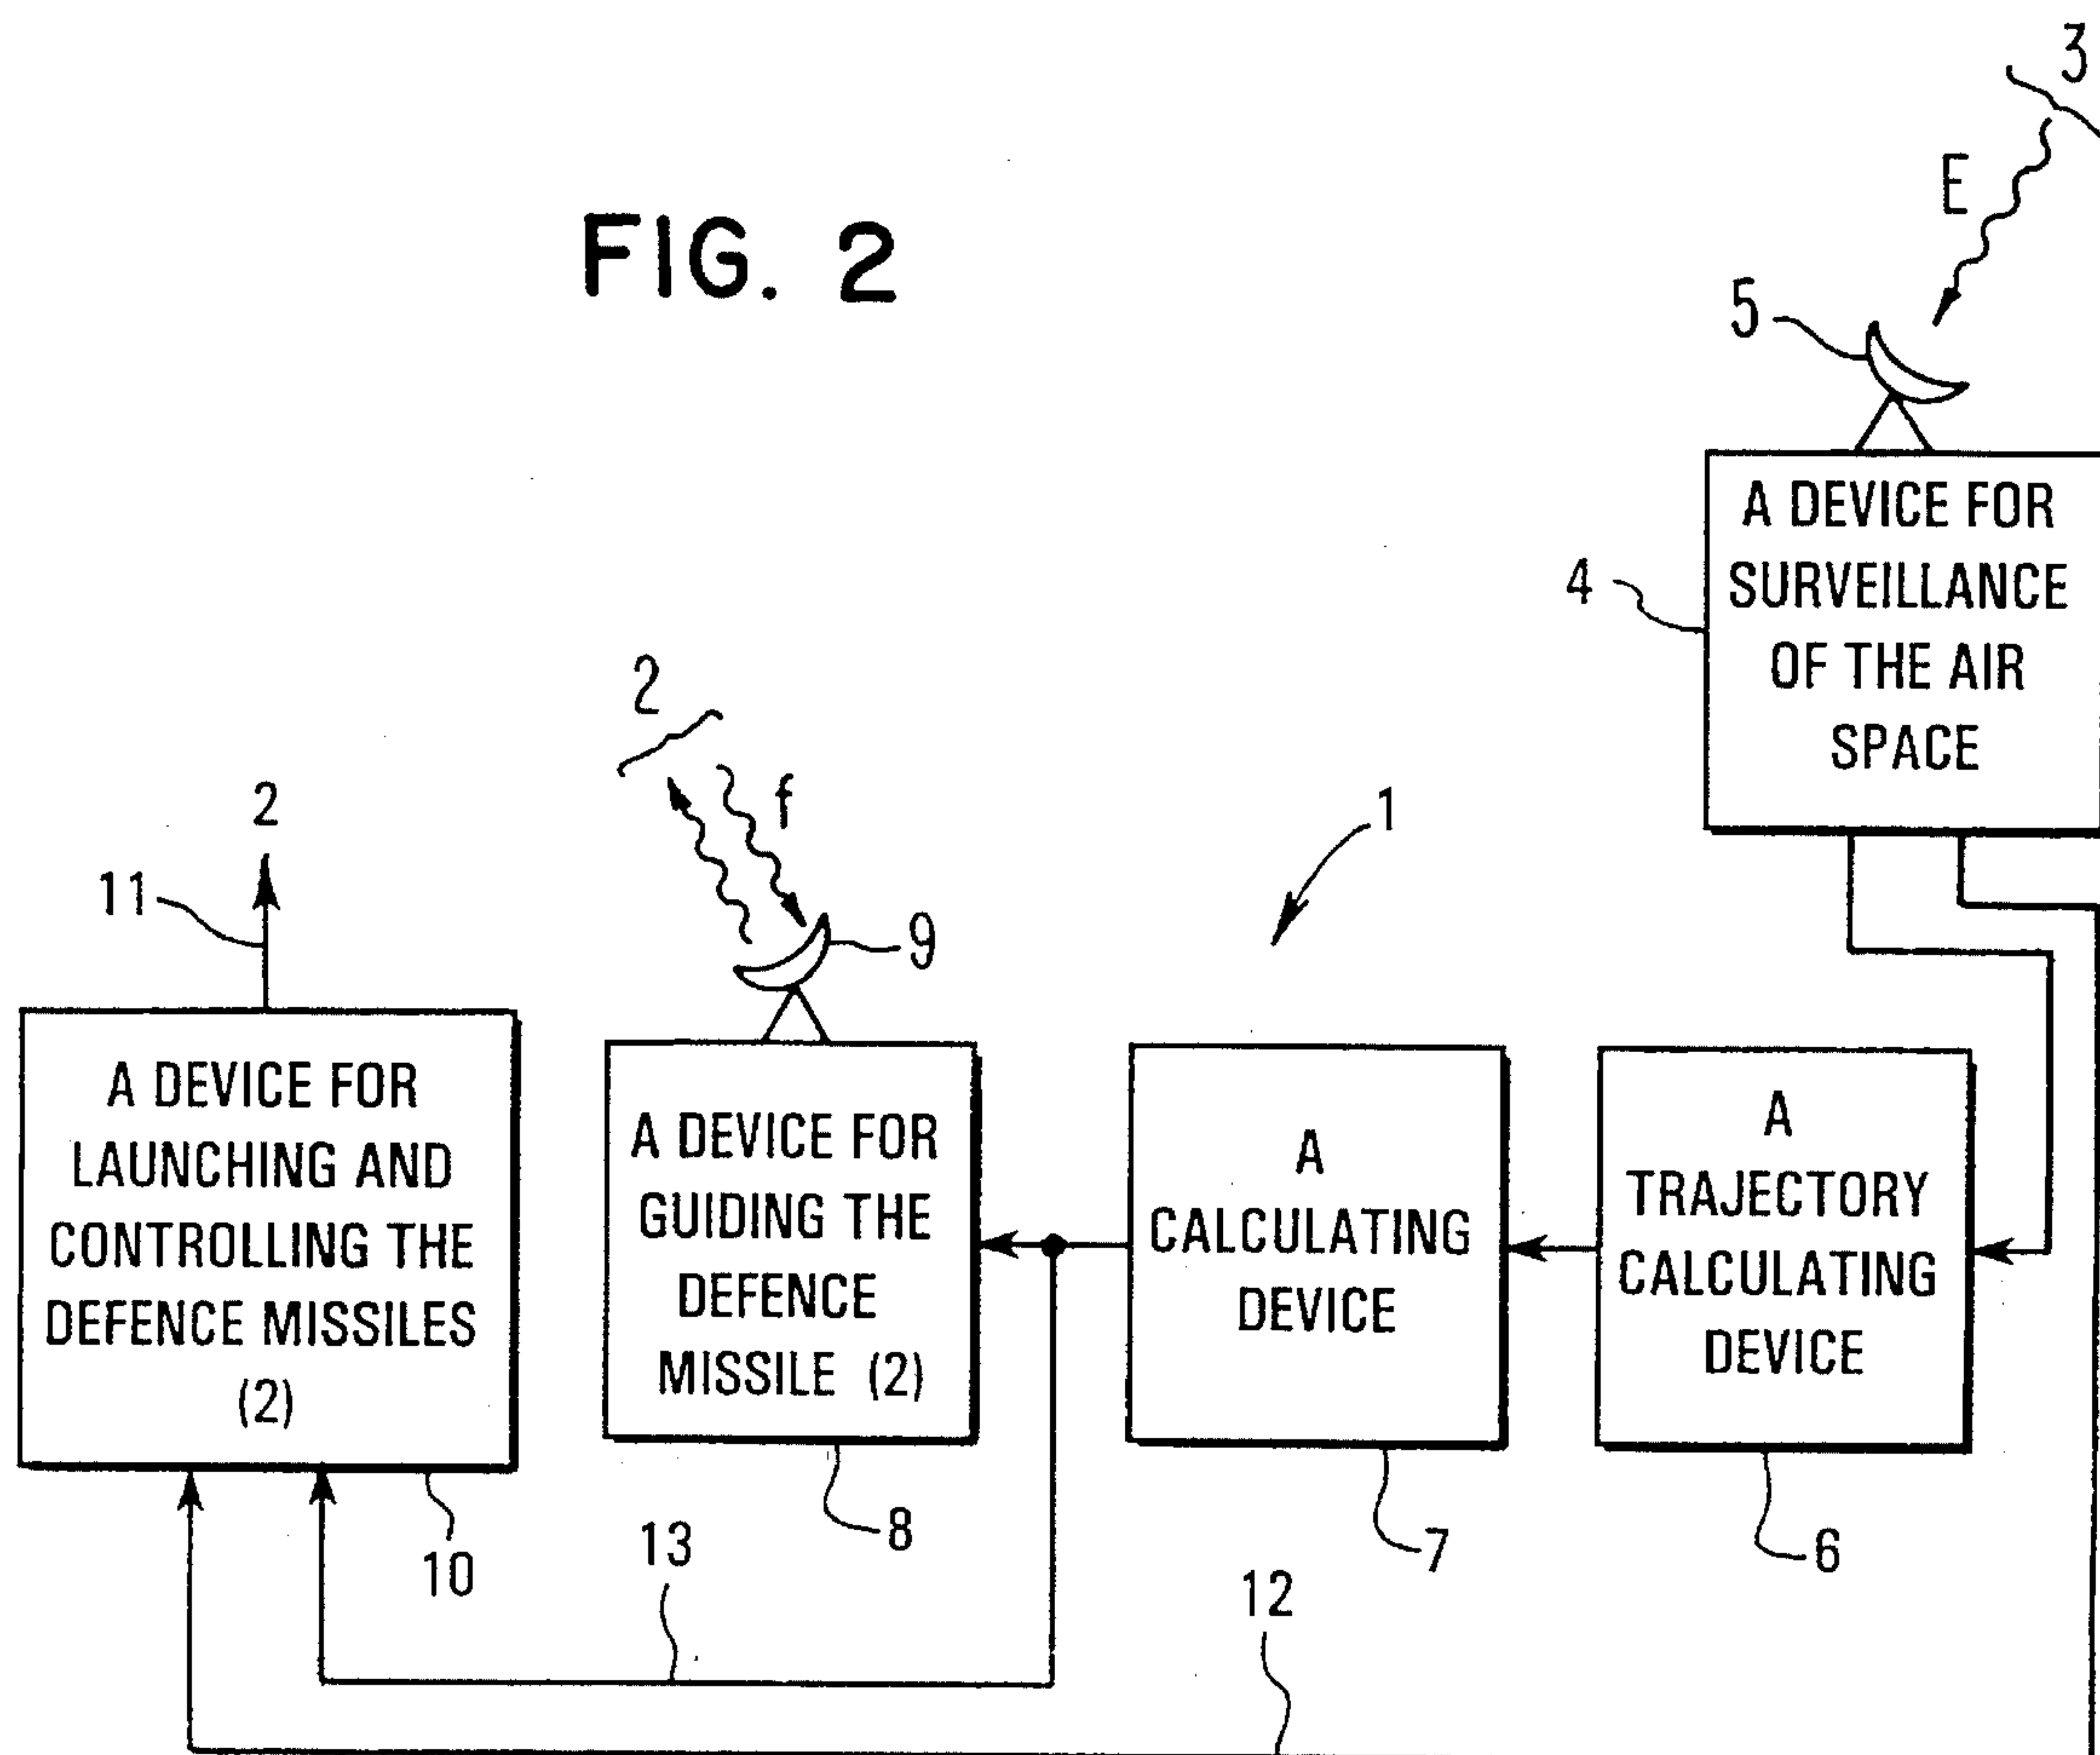 3
E
FIG. 2
5
A DEVICE FOR
SURVEILLANCE
OF THE AIR
SPACE
4
2
f
2
1
11
9
A DEVICE FOR
LAUNCHING AND
CONTROLLING THE
DEFENCE MISSILES
(2)
A DEVICE FOR
GUIDING THE
DEFENCE
MISSILE (2)
A
CALCULATING
DEVICE
A
TRAJECTORY
CALCULATING
DEVICE
10
13
8
7
6
12